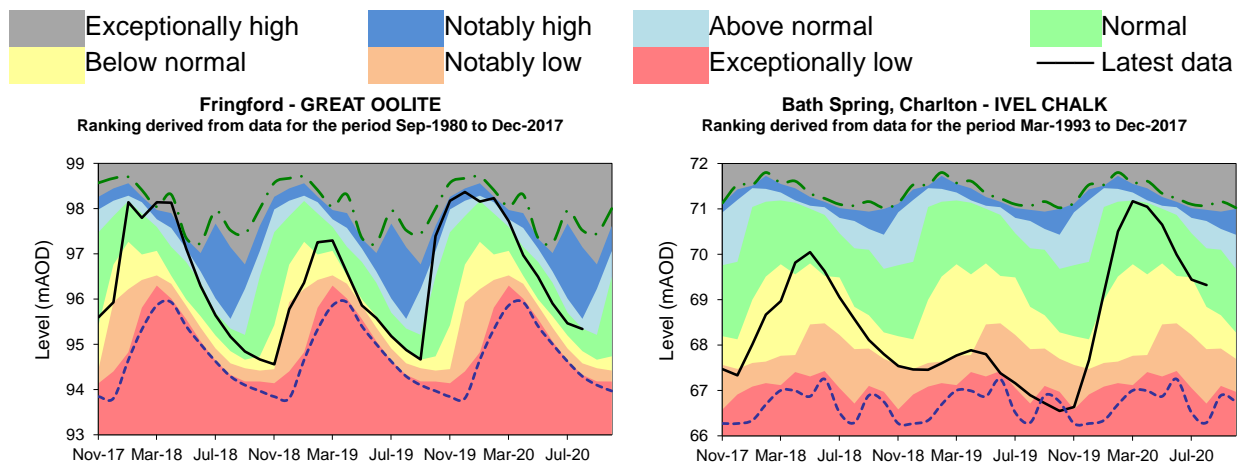 Exceptionally high Notably high Above normal Normal
Below normal Notably low Exceptionally low Latest data
Fringford - GREAT OOLITE
Ranking derived from data for the period Sep-1980 to Dec-2017
Level (mAOD)
99
98
97
96
95
94
93
Nov-17 Mar-18 Jul-18 Nov-18 Mar-19 Jul-19 Nov-19 Mar-20 Jul-20
Bath Spring, Charlton - IVEL CHALK
Ranking derived from data for the period Mar-1993 to Dec-2017
Level (mAOD)
72
71
70
69
68
67
66
Nov-17 Mar-18 Jul-18 Nov-18 Mar-19 Jul-19 Nov-19 Mar-20 Jul-20